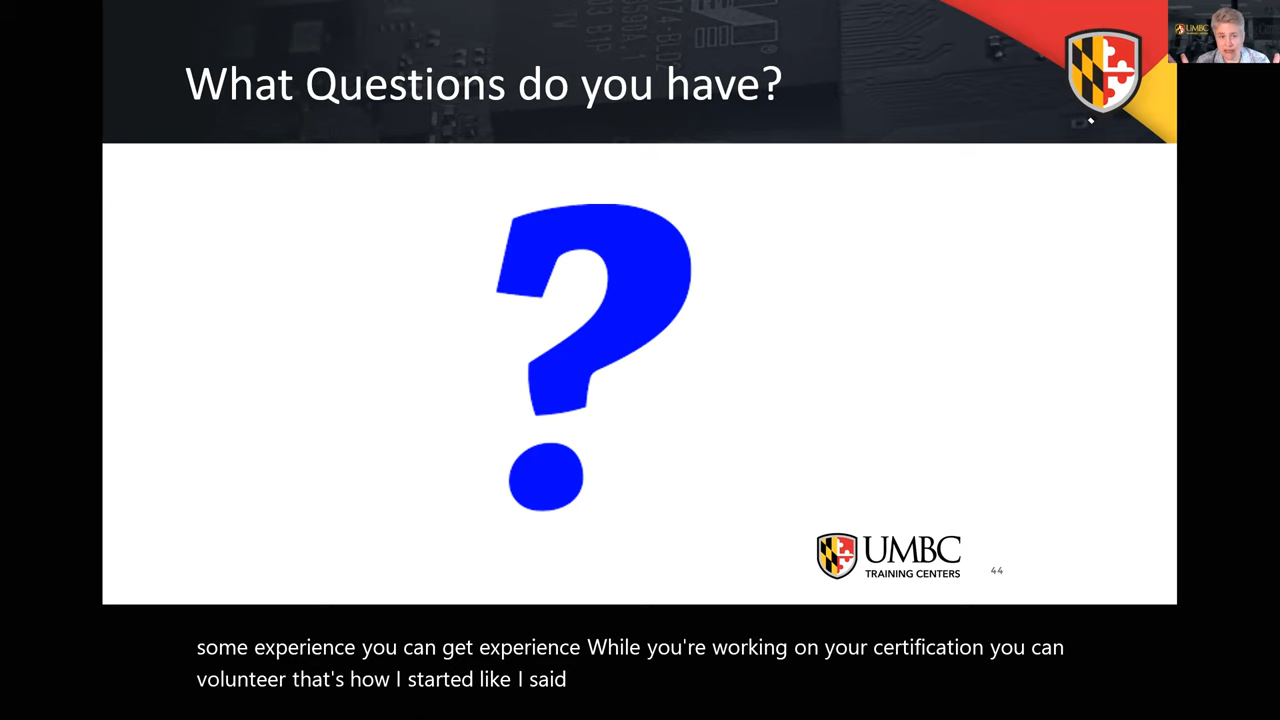 What Questions do you have?
UMBC
?
UMBC
TRAINING CENTERS
44
some experience you can get experience While you're working on your certification you can
volunteer that's how I started like I said